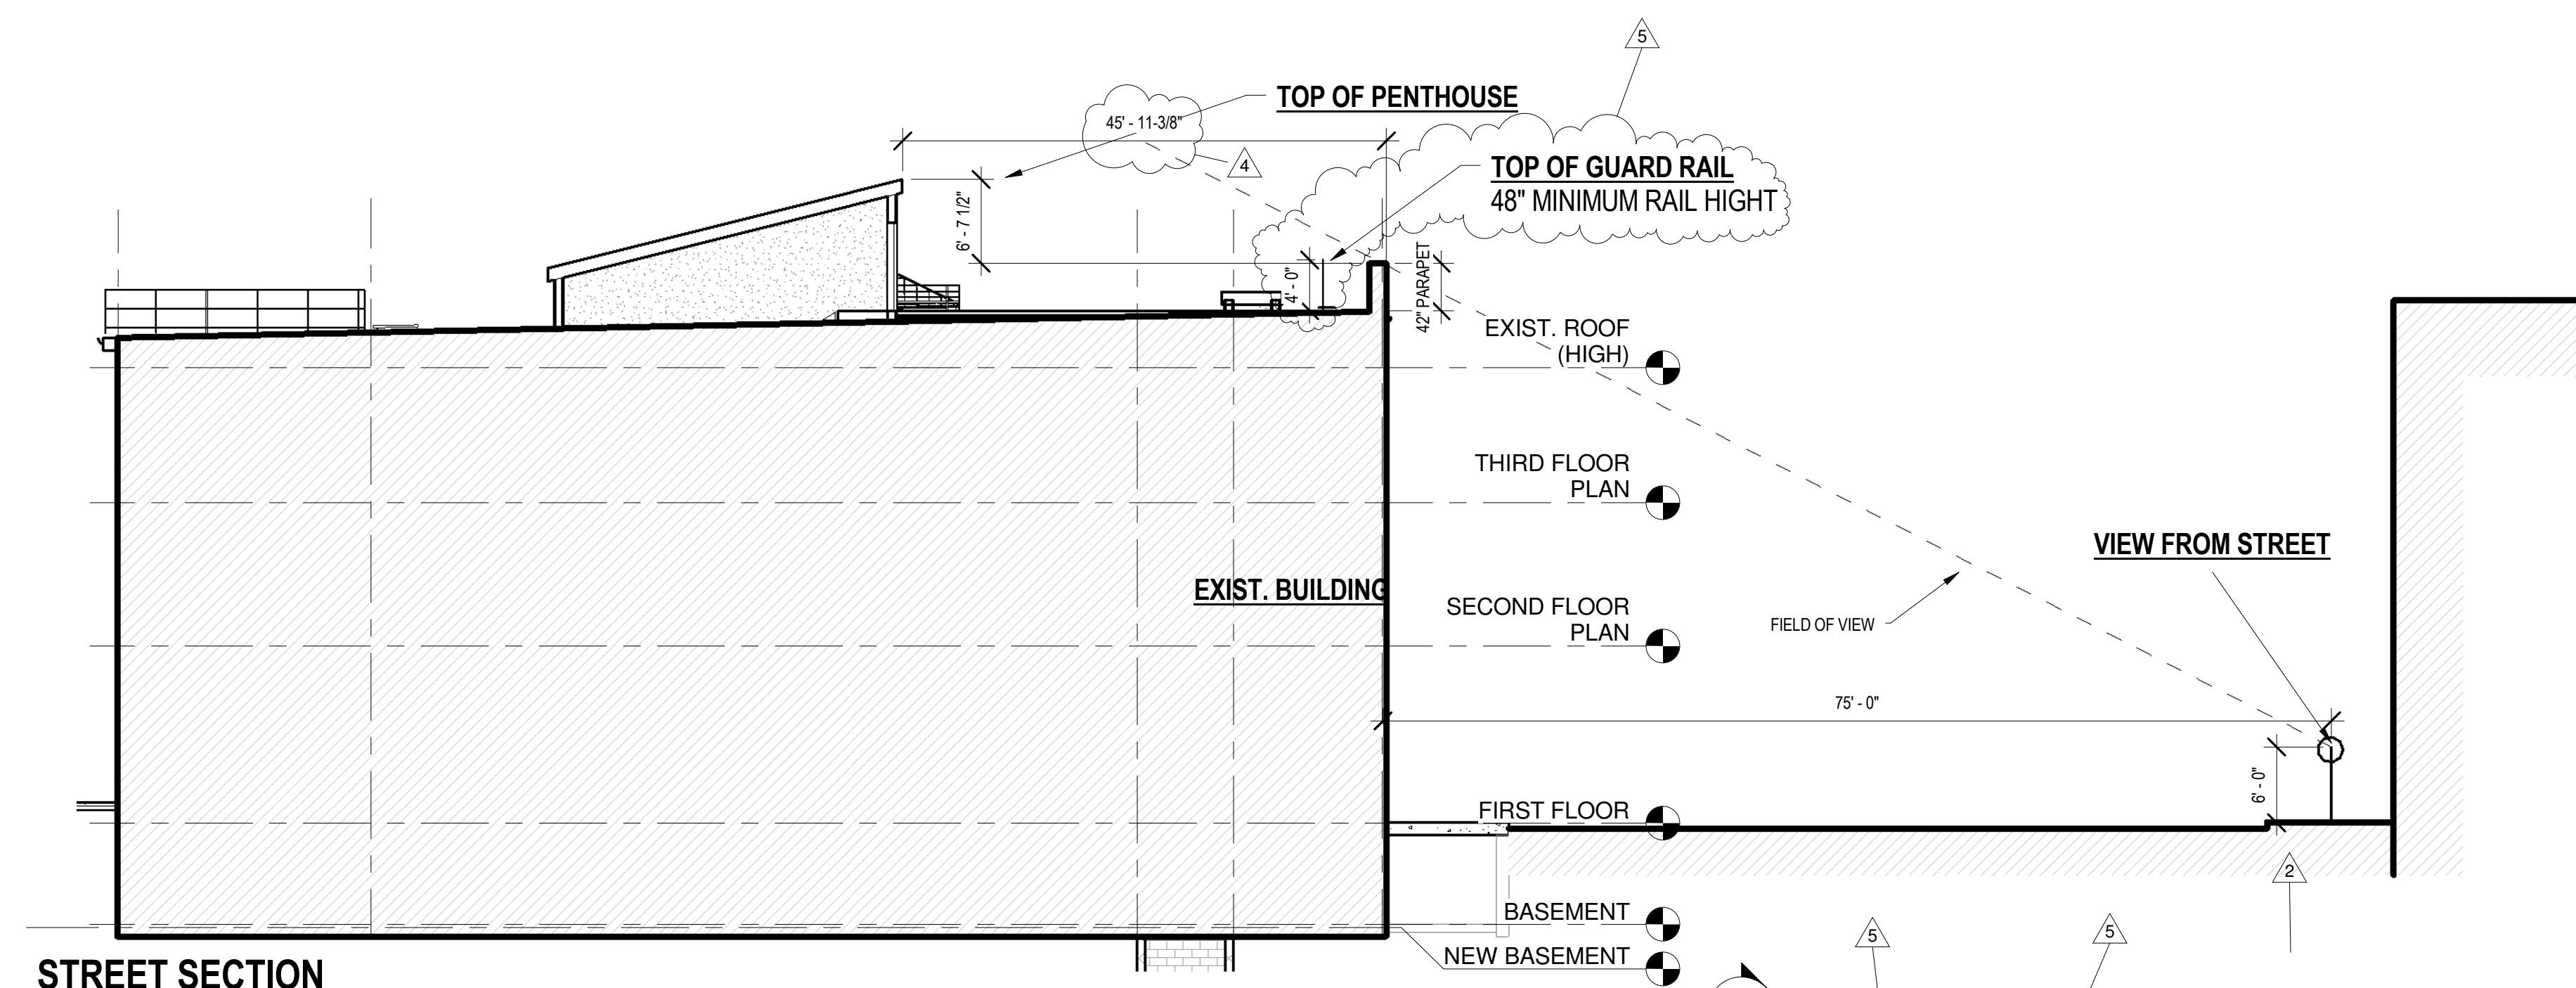 5
TOP OF PENTHOUSE
45' - 11-3/8"
4
TOP OF GUARD RAIL
48" MINIMUM RAIL HIGHT
6' - 7 1/2"
4' - 0"
42" PARAPET
EXIST. ROOF
(HIGH)
THIRD FLOOR
PLAN
VIEW FROM STREET
EXIST. BUILDING
SECOND FLOOR
PLAN
FIELD OF VIEW
75' - 0"
6' - 0"
FIRST FLOOR
2
BASEMENT
5
5
NEW BASEMENT
STREET SECTION